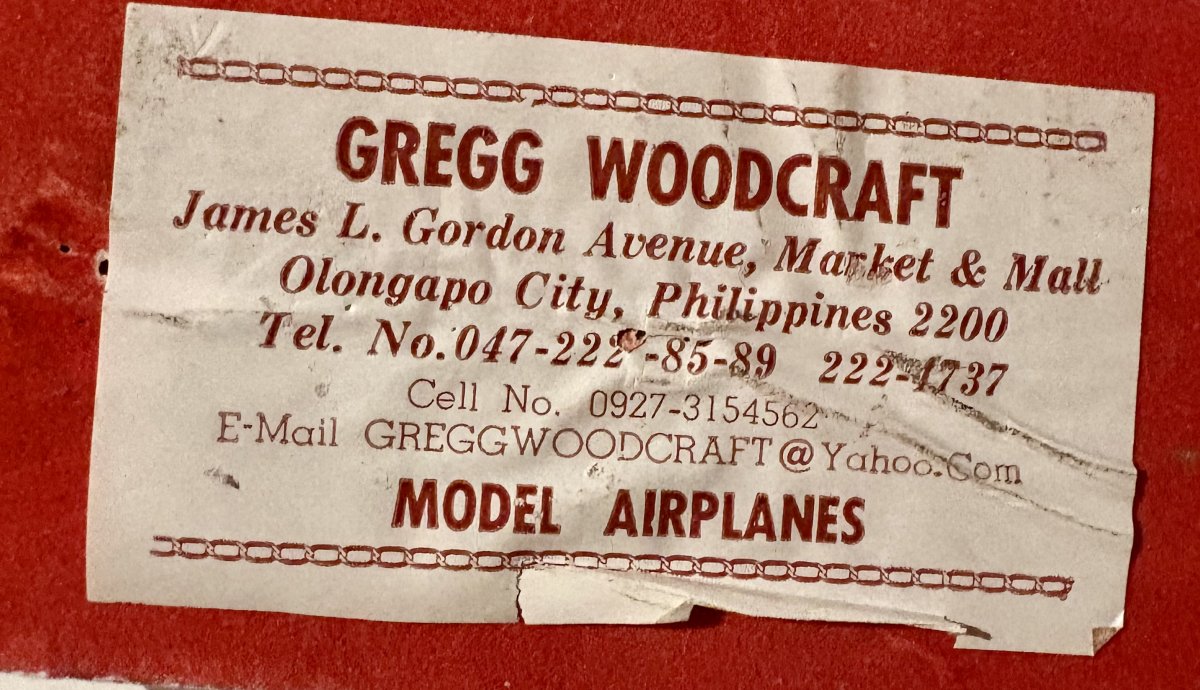 GREGG WOODCRAFT
James L. Gordon Avenue, Market & Mall
Olongapo City, Philippines 2200
Tel. No.047-222-85-89 222-4737
Cell No. 0927-3154562
E-Mail GREGGWOODCRAFT@Yahoo.Com
MODEL AIRPLANES